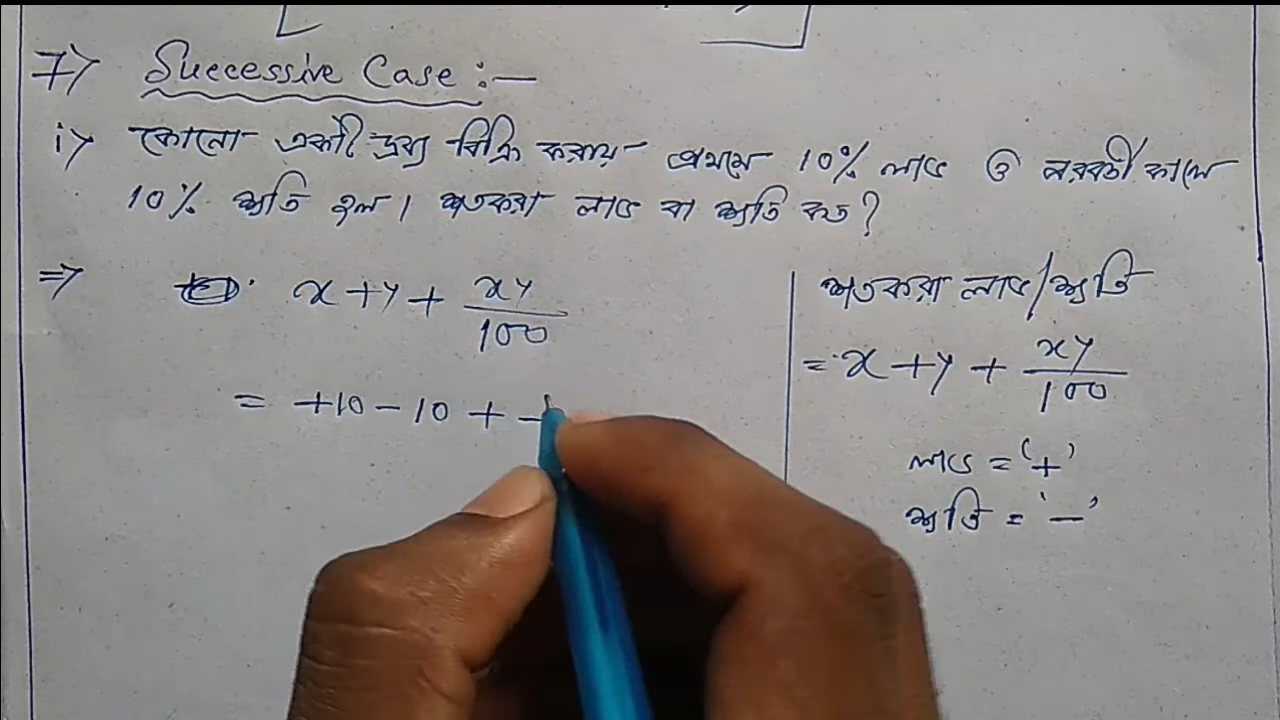 7> Successive Case :—
i> কোনো একটী দ্রব্য বিক্রি করায় প্রথমে 10% লাভ ও পরবর্তী কালে
10% ক্ষতি হল। শতকরা লাভ বা ক্ষতি কত?
⇒ x+y+ xy/100
= +10-10+ -
শতকরা লাভ/ক্ষতি
= x+y+ xy/100
লাভ = '+'
ক্ষতি = '—'